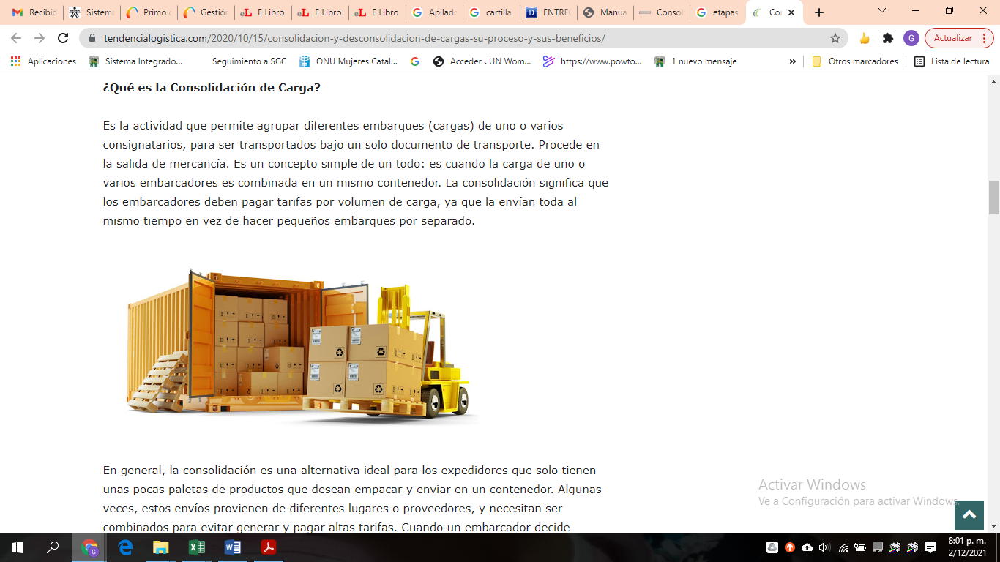 Recibid
Sistema
Primo
Gestión
E Libro
E Libro
E Libro
Apilado
cartilla
ENTREG
Manua
Consol
etapas
Co
tendencialogistica.com/2020/10/15/consolidacion-y-desconsolidacion-de-cargas-su-proceso-y-sus-beneficios/
G
Actualizar
Aplicaciones
Sistema Integrado...
Seguimiento a SGC
ONU Mujeres Catal...
Acceder ‹ UN Wom...
https://www.powto...
1 nuevo mensaje
»
Otros marcadores
Lista de lectura
¿Qué es la Consolidación de Carga?
Es la actividad que permite agrupar diferentes embarques (cargas) de uno o varios
consignatarios, para ser transportados bajo un solo documento de transporte. Procede en
la salida de mercancía. Es un concepto simple de un todo: es cuando la carga de uno o
varios embarcadores es combinada en un mismo contenedor. La consolidación significa que
los embarcadores deben pagar tarifas por volumen de carga, ya que la envían toda al
mismo tiempo en vez de hacer pequeños embarques por separado.
En general, la consolidación es una alternativa ideal para los expedidores que solo tienen
unas pocas paletas de productos que desean empacar y enviar en un contenedor. Algunas
veces, estos envíos provienen de diferentes lugares o proveedores, y necesitan ser
combinados para evitar generar y pagar altas tarifas. Cuando un embarcador decide
Activar Windows
Ve a Configuración para activar Windows.
8:01 p. m.
2/12/2021